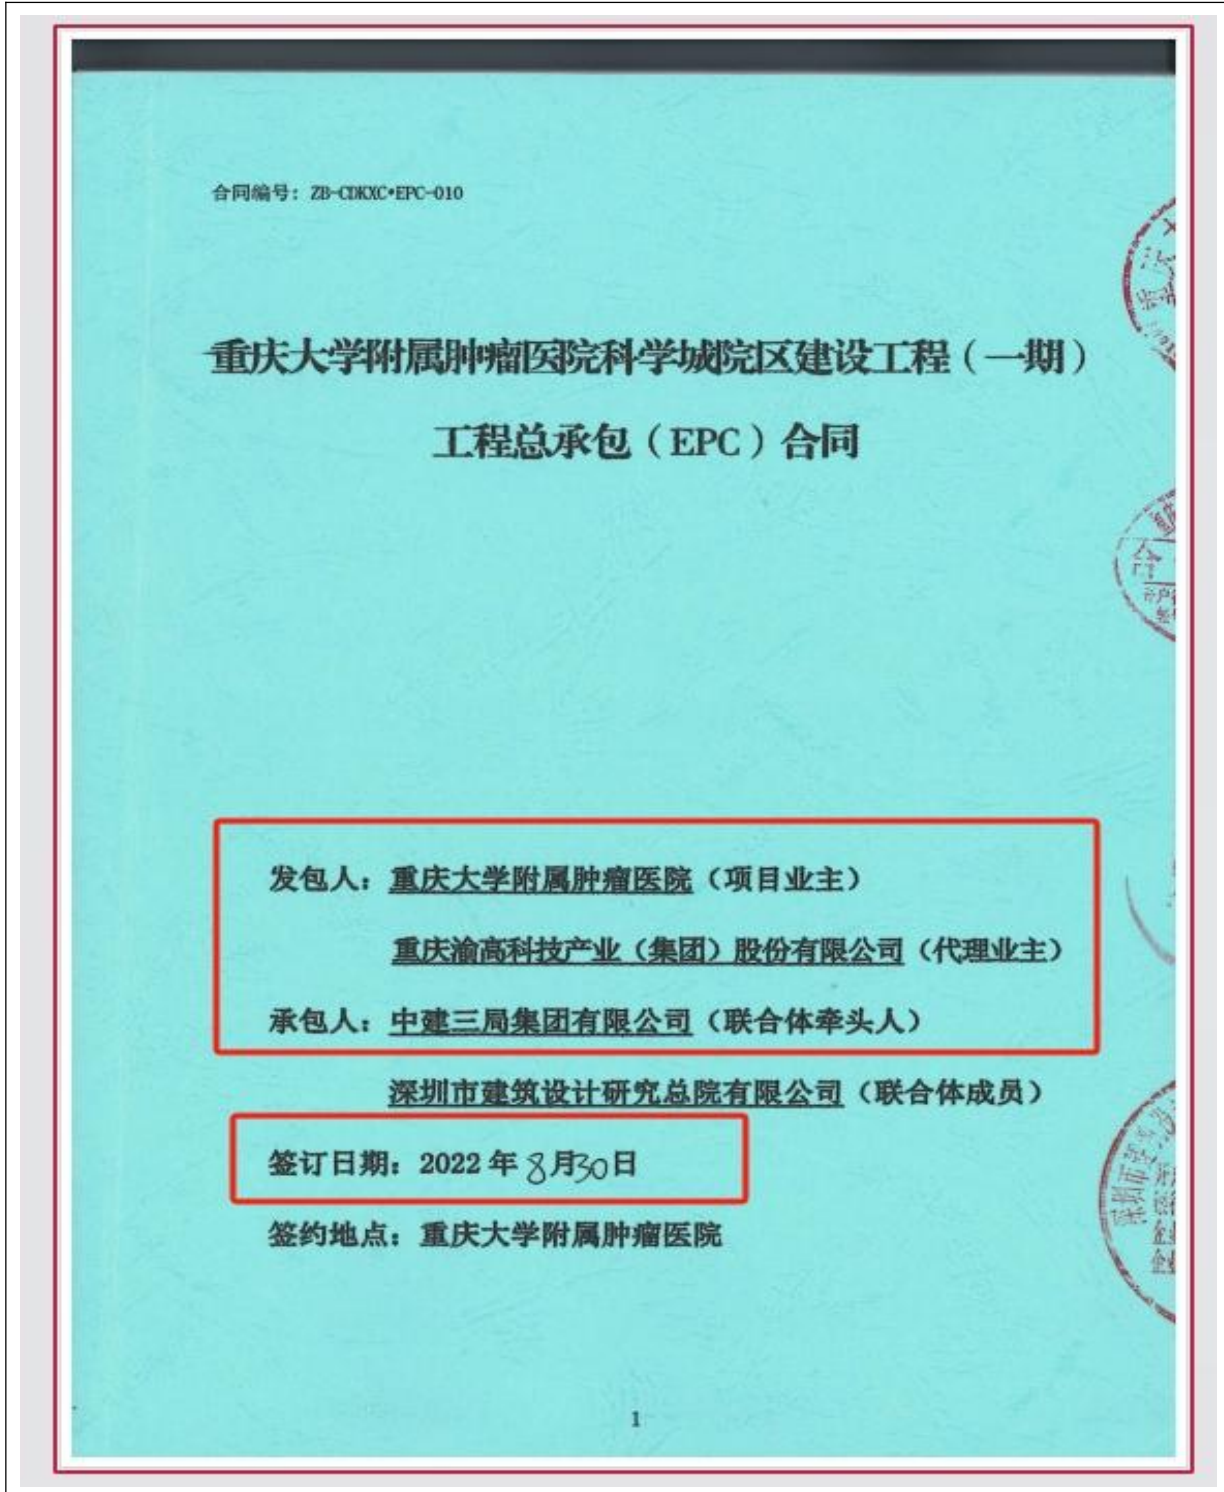 合同编号：ZB-CDKXC•EPC-010
重庆大学附属肿瘤医院科学城院区建设工程（一期）
工程总承包（EPC）合同
发包人：重庆大学附属肿瘤医院（项目业主）
重庆渝高科技产业（集团）股份有限公司（代理业主）
承包人：中建三局集团有限公司（联合体牵头人）
深圳市建筑设计研究总院有限公司（联合体成员）
签订日期：2022 年 8月30日
签约地点：重庆大学附属肿瘤医院
1
深圳市